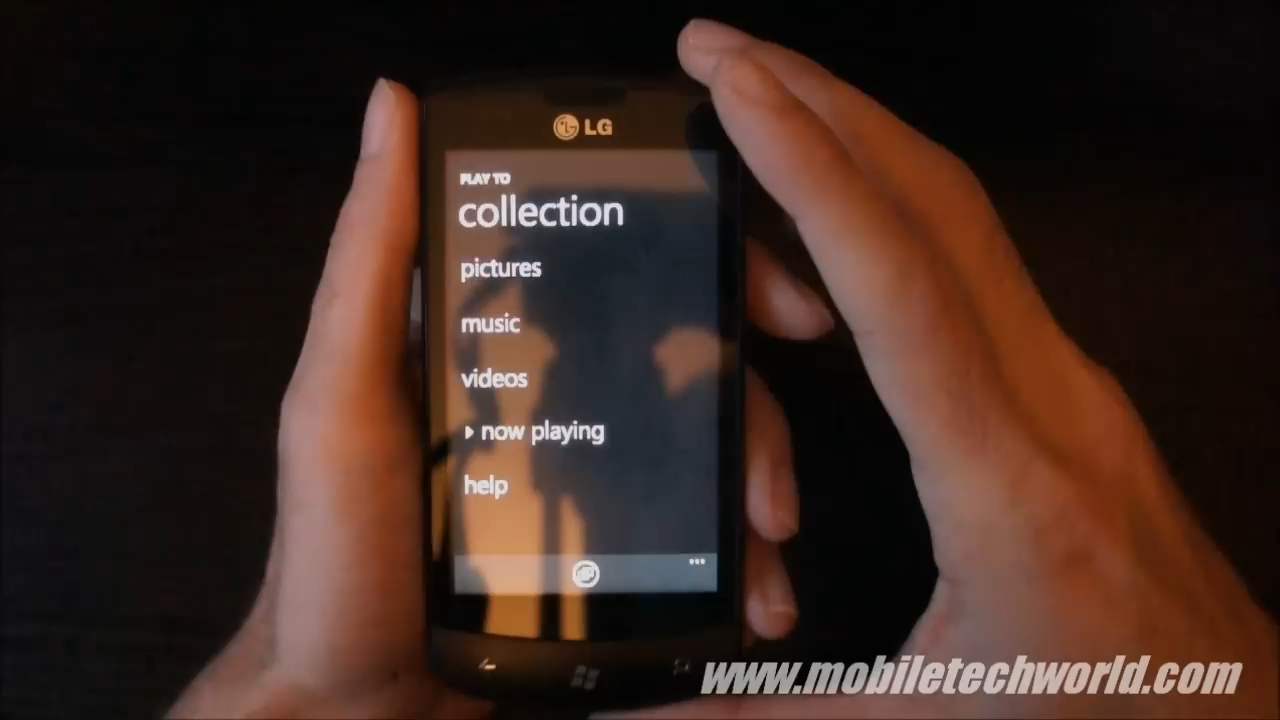 LG
PLAY TO
collection
pictures
music
videos
now playing
help
www.mobiletechworld.com